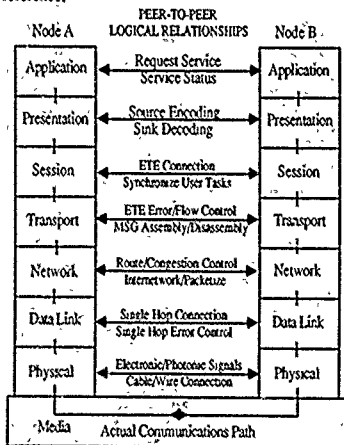 PEER-TO-PEER
Node A LOGICAL RELATIONSHIPS Node B
Application Request Service Application
Service Status
Presentation Source Encoding Presentation
Sink Decoding
Session ETE Connection Session
Synchronize User Tasks
Transport ETE Error/Flow Control Transport
MSG Assembly/Disassembly
Network Route/Congestion Control Network
Internetwork/Packetize
Data Link Single Hop Connection Data Link
Single Hop Error Control
Physical Electronic/Photonic Signals Physical
Cable/Wire Connection
Media Actual Communications Path